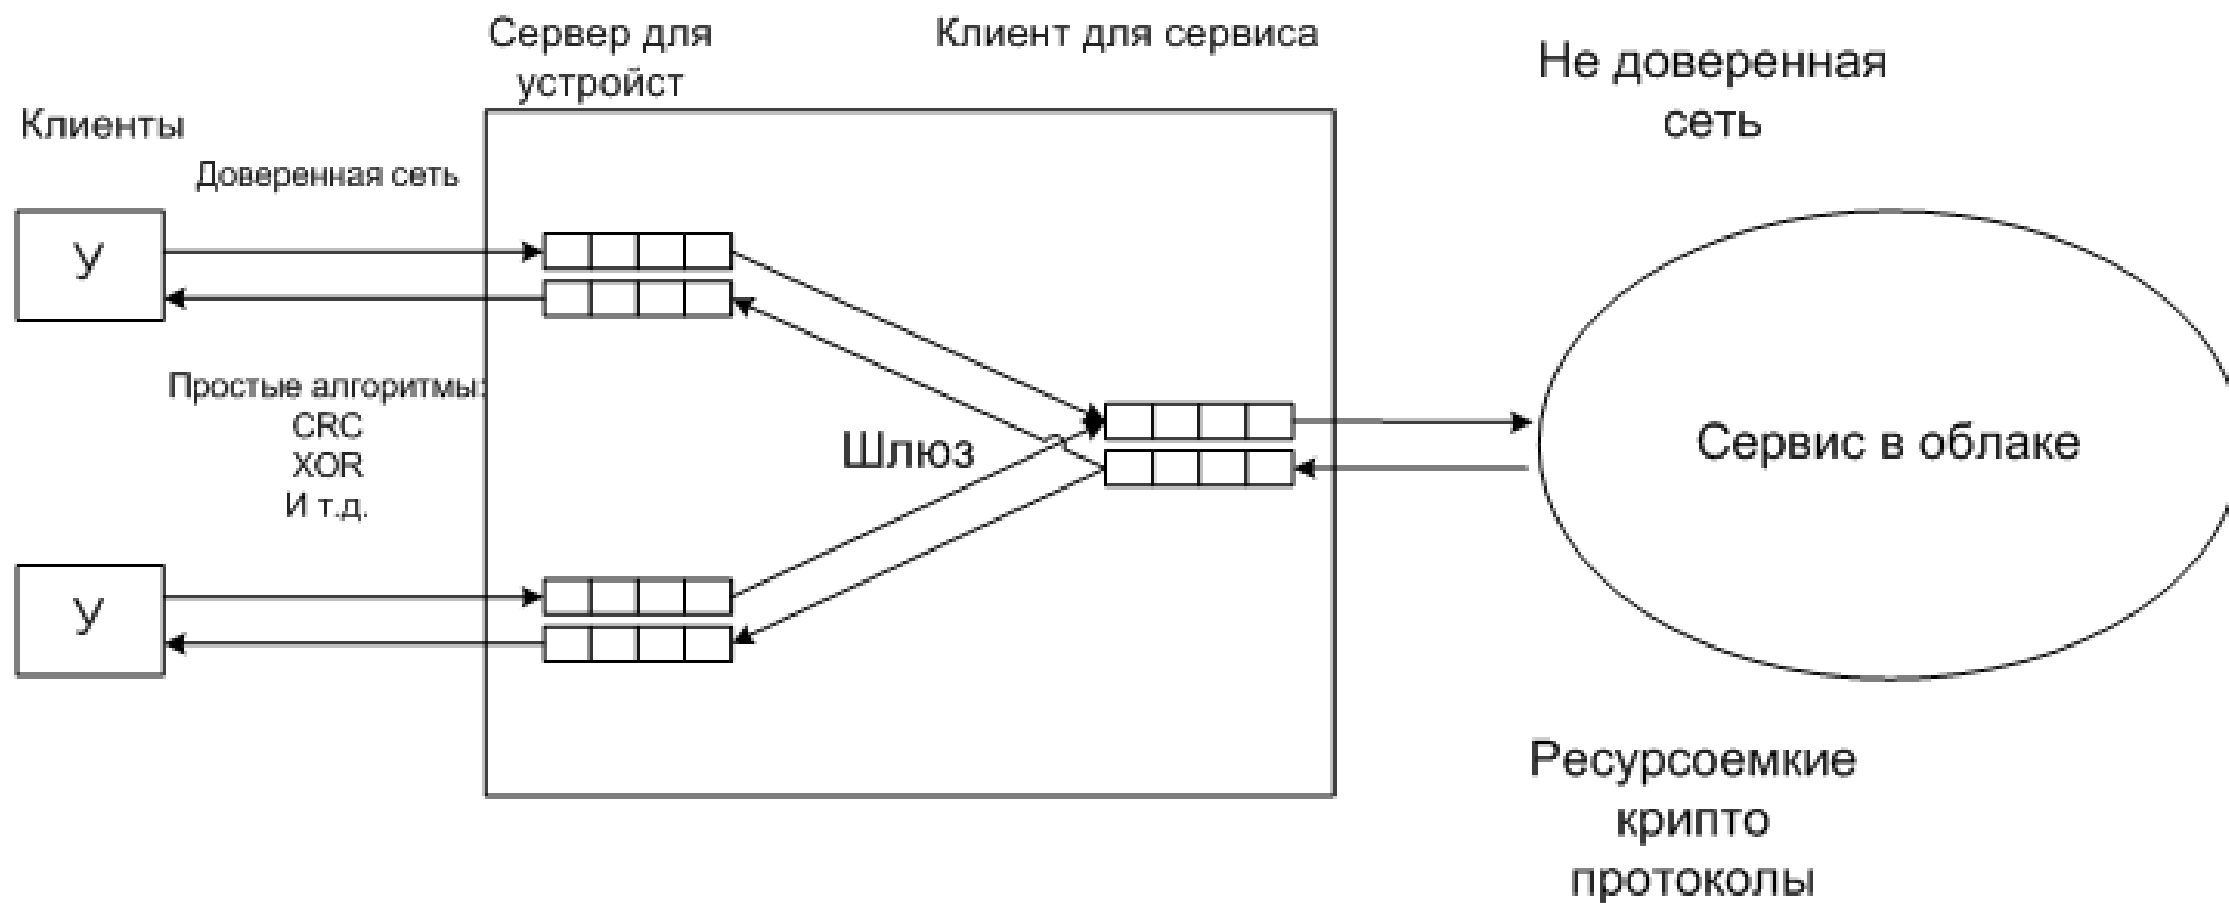 Сервер для
устройст
Клиент для сервиса
Не доверенная
сеть
Клиенты
Доверенная сеть
У
Простые алгоритмы:
CRC
XOR
И т.д.
Шлюз
Сервис в облаке
У
Ресурсоемкие
крипто
протоколы